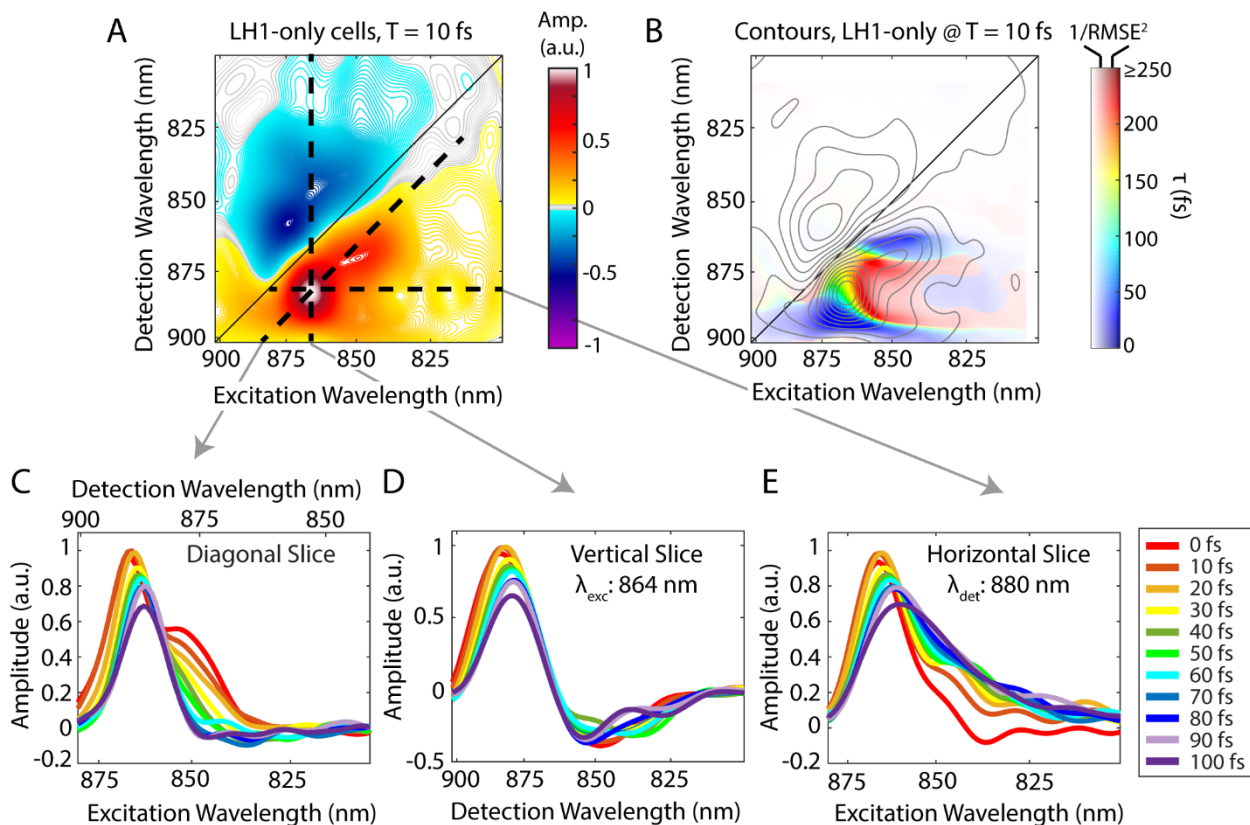 A
LH1-only cells, T = 10 fs
Amp.
(a.u.)
Detection Wavelength (nm)
825
850
875
900
900
875
850
825
Excitation Wavelength (nm)
1
0.5
0
-0.5
-1
B
Contours, LH1-only @ T = 10 fs
1/RMSE²
Detection Wavelength (nm)
825
850
875
900
900
875
850
825
Excitation Wavelength (nm)
≥250
200
150
100
50
0
τ (fs)
C
Detection Wavelength (nm)
900
875
850
Diagonal Slice
Amplitude (a.u.)
1
0.8
0.6
0.4
0.2
0
-0.2
875
850
825
Excitation Wavelength (nm)
D
Vertical Slice
λexc: 864 nm
Amplitude (a.u.)
1
0.5
0
-0.5
900
875
850
825
Detection Wavelength (nm)
E
Horizontal Slice
λdet: 880 nm
Amplitude (a.u.)
1
0.8
0.6
0.4
0.2
0
-0.2
875
850
825
Excitation Wavelength (nm)
0 fs
10 fs
20 fs
30 fs
40 fs
50 fs
60 fs
70 fs
80 fs
90 fs
100 fs